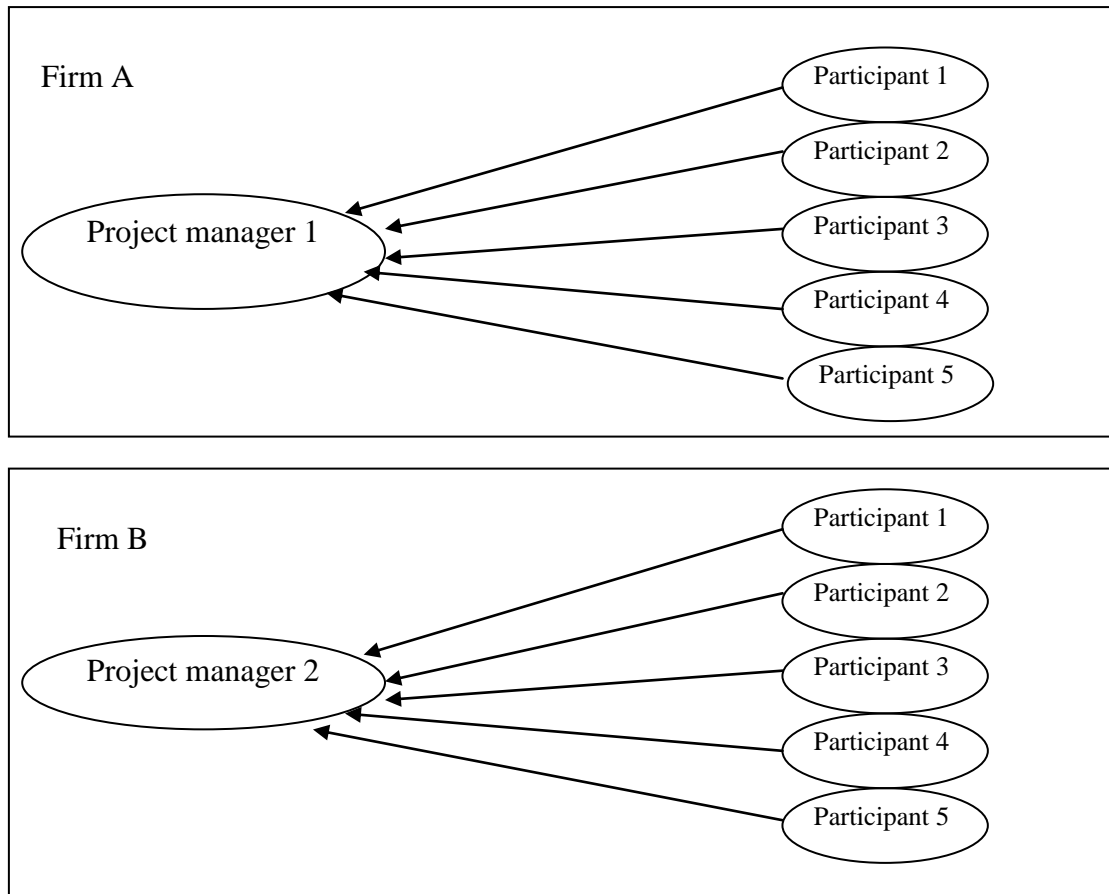 Firm A
Participant 1
Participant 2
Project manager 1
Participant 3
Participant 4
Participant 5
Firm B
Participant 1
Participant 2
Project manager 2
Participant 3
Participant 4
Participant 5